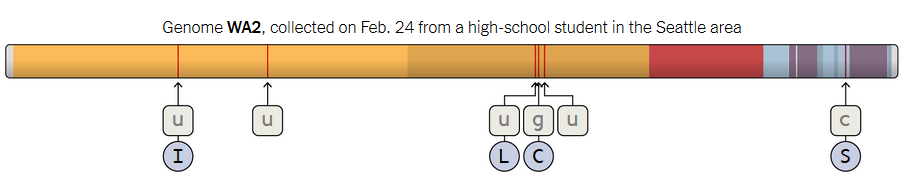 Genome WA2, collected on Feb. 24 from a high-school student in the Seattle area
u u u g u c
I L C S